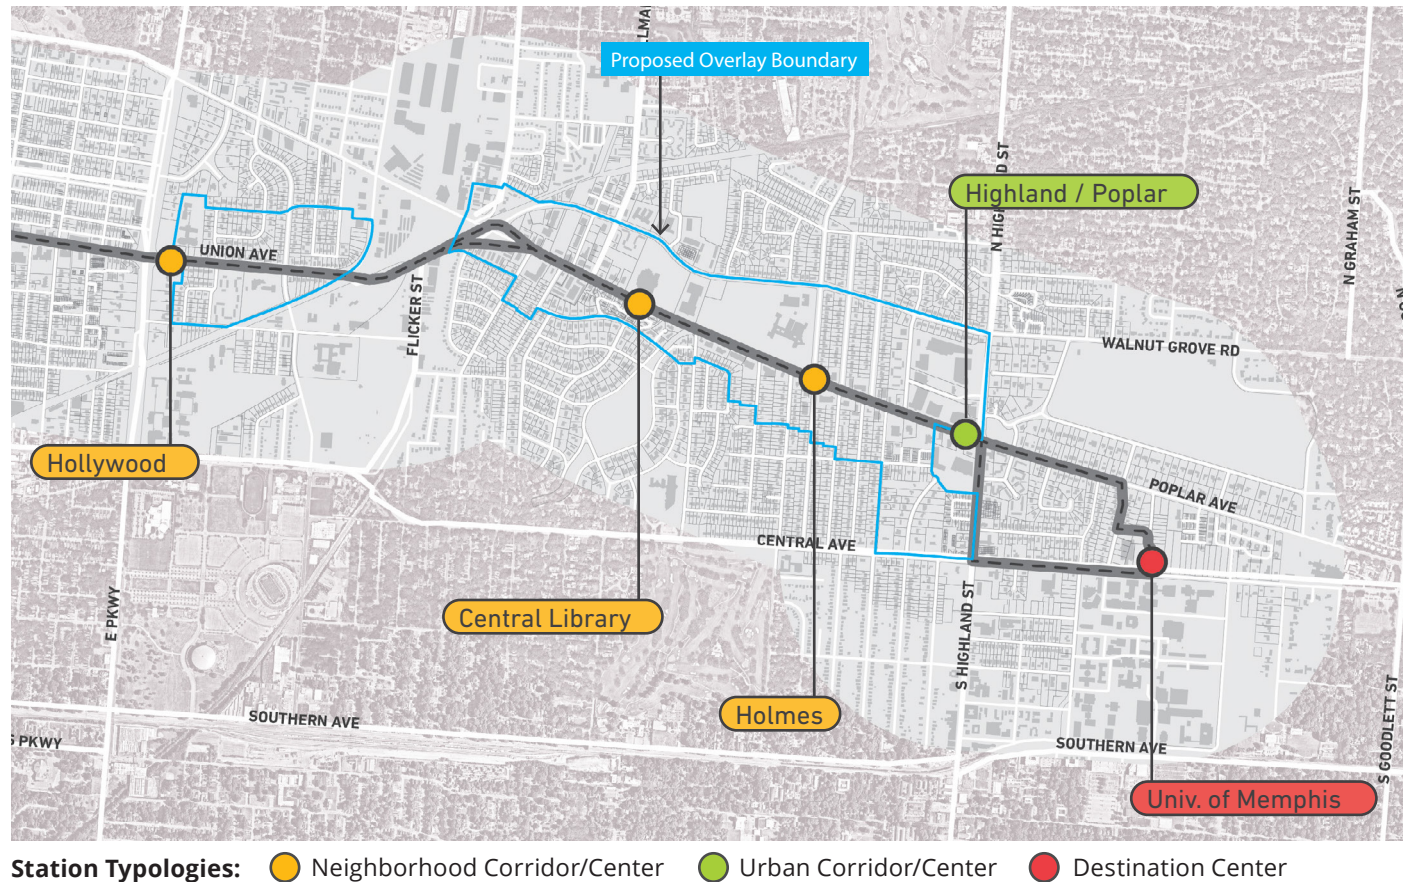 LLMA
Proposed Overlay Boundary
Highland / Poplar
N GRAHAM ST
UNION AVE
FLICKER ST
WALNUT GROVE RD
Hollywood
POPLAR AVE
CENTRAL AVE
E PKWY
Central Library
S HIGHLAND ST
Holmes
SOUTHERN AVE
S PKWY
SOUTHERN AVE
S GOODLETT ST
Univ. of Memphis
Station Typologies: Neighborhood Corridor/Center Urban Corridor/Center Destination Center